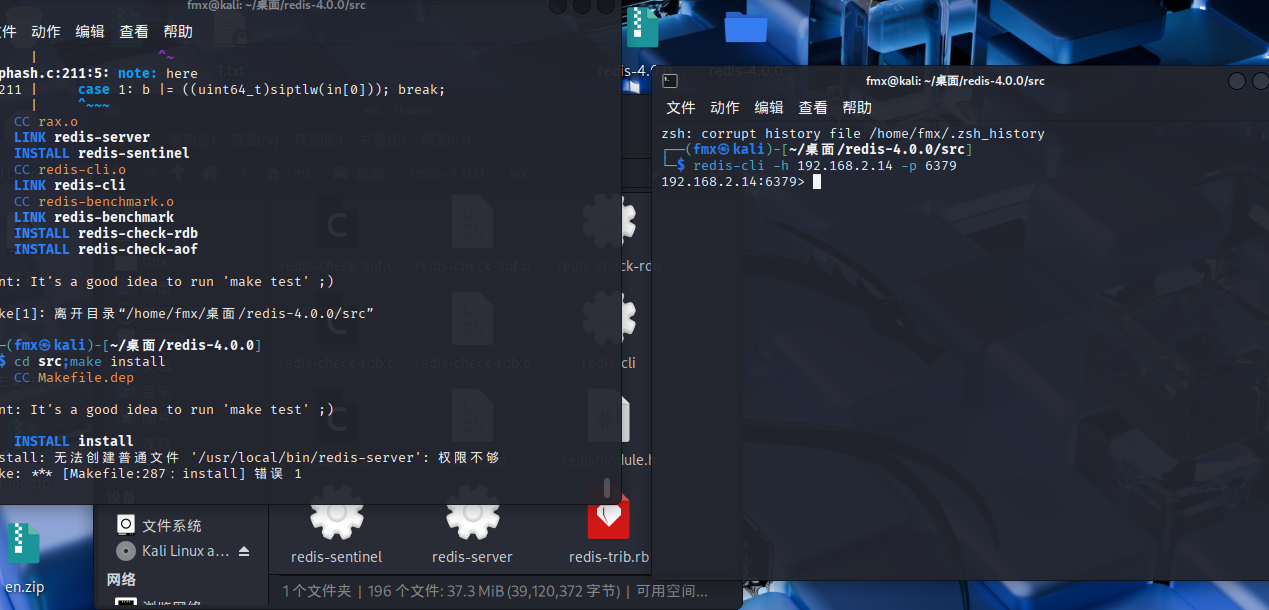 fmx@kali: ~/桌面/redis-4.0.0/src
件 动作 编辑 查看 帮助
| ^~
phash.c:211:5: note: here
211 | case 1: b |= ((uint64_t)siptlw(in[0])); break;
| ^~~~
CC rax.o
LINK redis-server
INSTALL redis-sentinel
CC redis-cli.o
LINK redis-cli
CC redis-benchmark.o
LINK redis-benchmark
INSTALL redis-check-rdb
INSTALL redis-check-aof
nt: It's a good idea to run 'make test' ;)
ke[1]: 离开目录“/home/fmx/桌面/redis-4.0.0/src”
─(fmx㉿kali)-[~/桌面/redis-4.0.0]
$ cd src;make install
CC Makefile.dep
nt: It's a good idea to run 'make test' ;)
INSTALL install
stall: 无法创建普通文件 '/usr/local/bin/redis-server': 权限不够
ke: *** [Makefile:287：install] 错误 1
redis-4.0.0
fmx@kali: ~/桌面/redis-4.0.0/src
文件 动作 编辑 查看 帮助
zsh: corrupt history file /home/fmx/.zsh_history
┌──(fmx㉿kali)-[~/桌面/redis-4.0.0/src]
└─$ redis-cli -h 192.168.2.14 -p 6379
192.168.2.14:6379>
redis-check-aof.c
redis-check-aof.o
redis-check-rdb
redis-check-rdb.c
redis-check-rdb.o
redis-cli
redismodule.h
设备
文件系统
Kali Linux a...
网络
浏览网络
redis-sentinel
redis-server
redis-trib.rb
1 个文件夹 | 196 个文件: 37.3 MiB (39,120,372 字节) | 可用空间...
en.zip